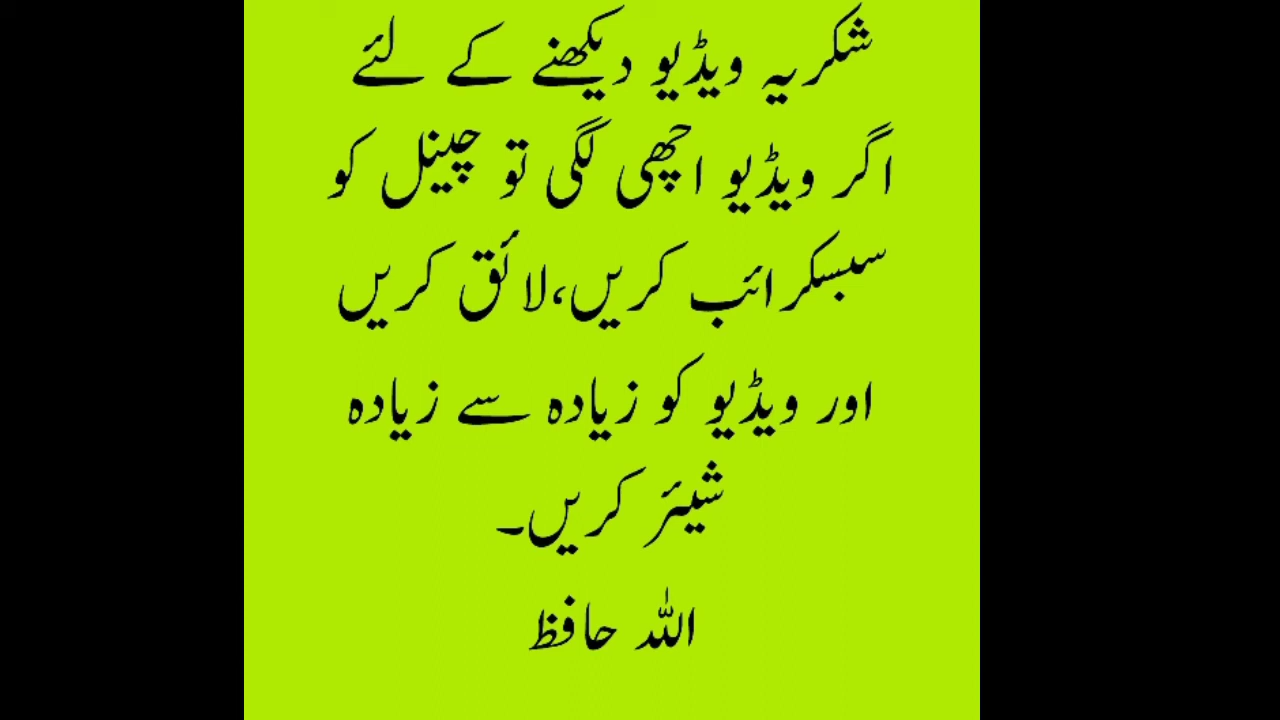 شکریہ ویڈیو دیکھنے کے لئے
اگر ویڈیو اچھی لگی تو چینل کو
سبسکرائب کریں،لائق کریں
اور ویڈیو کو زیادہ سے زیادہ
شیئر کریں۔
اللہ حافظ